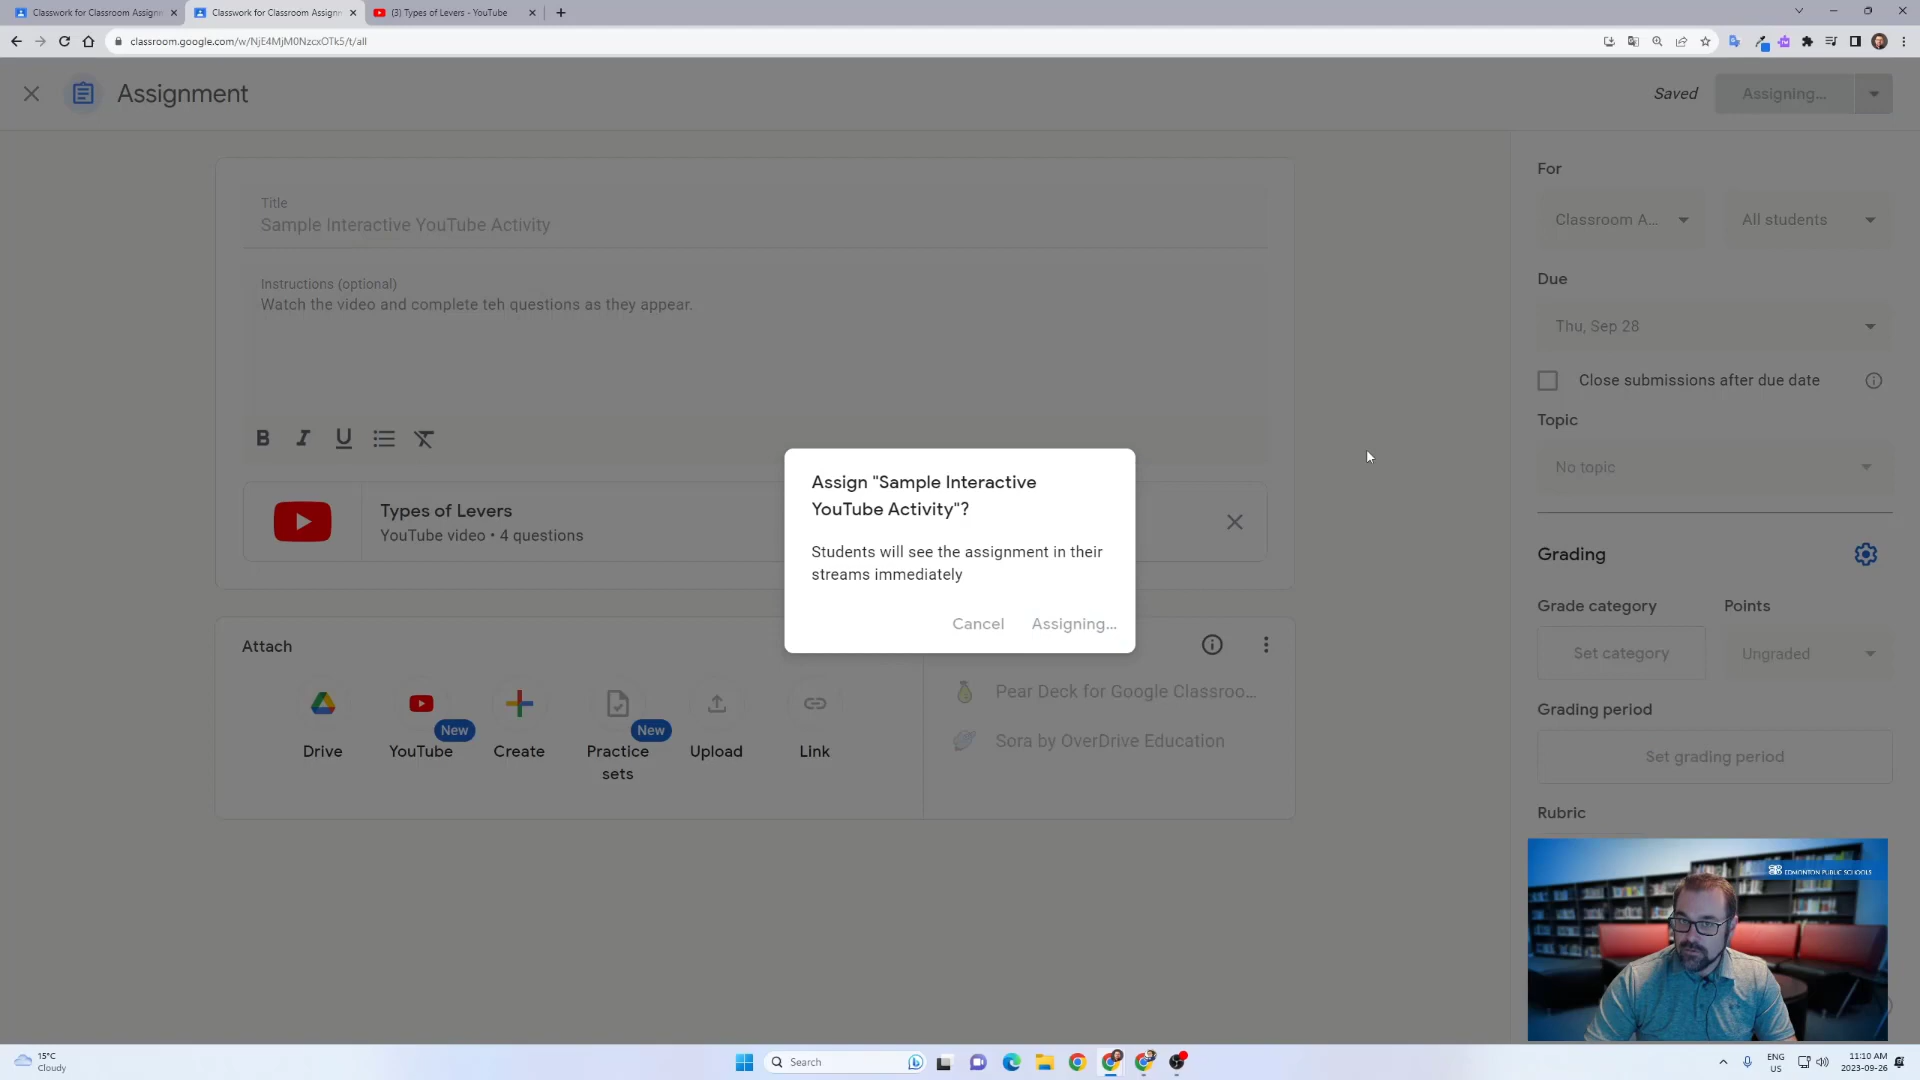 Classwork for Classroom Assignm
Classwork for Classroom Assignm
(3) Types of Levers - YouTube
classroom.google.com/w/NjE4MjM0NzcxOTk5/t/all
Assignment
Saved
Assigning...
Title
Sample Interactive YouTube Activity
Instructions (optional)
Watch the video and complete teh questions as they appear.
B I U
Types of Levers
YouTube video • 4 questions
Assign "Sample Interactive
YouTube Activity"?
Students will see the assignment in their
streams immediately
Cancel
Assigning...
Attach
Drive
YouTube
New
Create
Practice
sets
New
Upload
Link
Pear Deck for Google Classroo...
Sora by OverDrive Education
For
Classroom A...
All students
Due
Thu, Sep 28
Close submissions after due date
Topic
No topic
Grading
Grade category
Points
Set category
Ungraded
Grading period
Set grading period
Rubric
EDMONTON PUBLIC SCHOOLS
15°C
Cloudy
Search
ENG
US
11:10 AM
2023-09-26